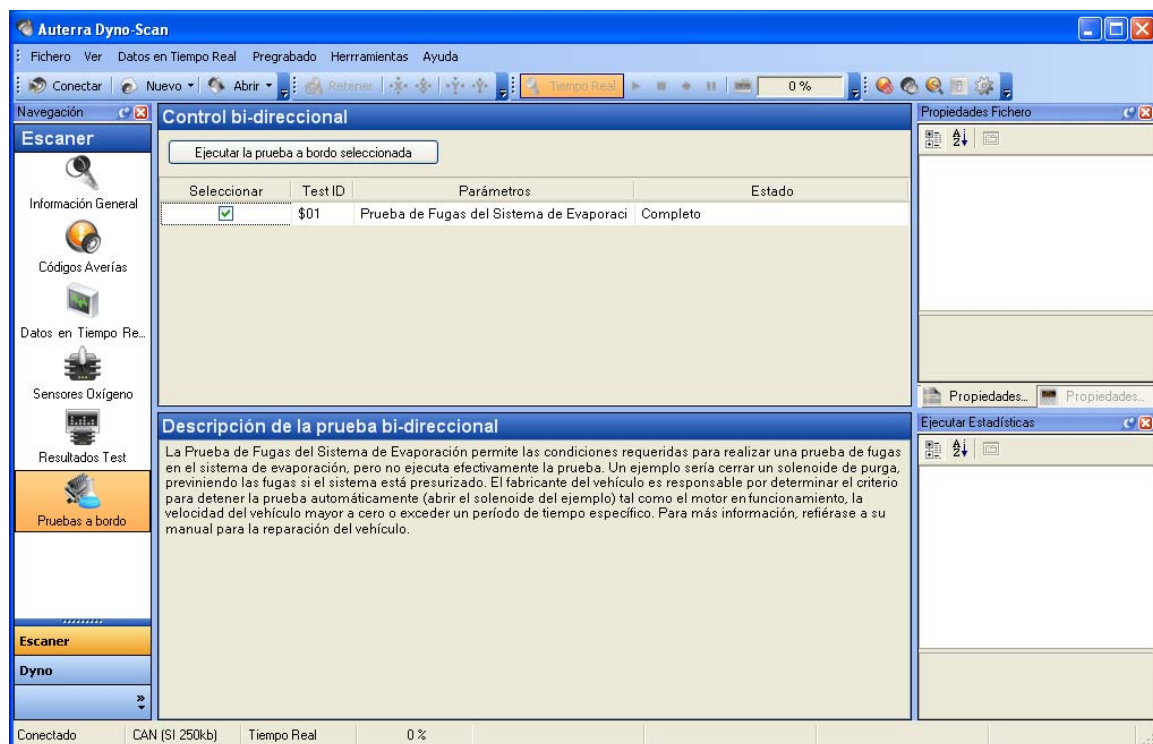 Auterra Dyno-Scan
Fichero Ver Datos en Tiempo Real Pregrabado Herrramientas Ayuda
Conectar Nuevo Abrir Retener Tiempo Real 0 %
Navegación
Escaner
Información General
Códigos Averías
Datos en Tiempo Re...
Sensores Oxígeno
Resultados Test
Pruebas a bordo
Escaner
Dyno
Control bi-direccional
Ejecutar la prueba a bordo seleccionada
Seleccionar Test ID Parámetros Estado
$01 Prueba de Fugas del Sistema de Evaporaci Completo
Descripción de la prueba bi-direccional
La Prueba de Fugas del Sistema de Evaporación permite las condiciones requeridas para realizar una prueba de fugas
en el sistema de evaporación, pero no ejecuta efectivamente la prueba. Un ejemplo sería cerrar un solenoide de purga,
previniendo las fugas si el sistema está presurizado. El fabricante del vehículo es responsable por determinar el criterio
para detener la prueba automáticamente (abrir el solenoide del ejemplo) tal como el motor en funcionamiento, la
velocidad del vehículo mayor a cero o exceder un período de tiempo específico. Para más información, refiérase a su
manual para la reparación del vehículo.
Propiedades Fichero
Propiedades... Propiedades...
Ejecutar Estadísticas
Conectado CAN (SI 250kb) Tiempo Real 0 %